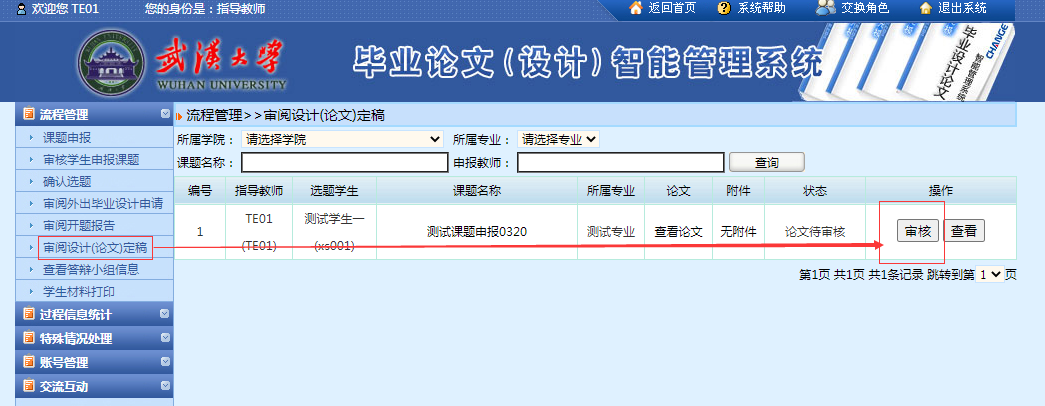 欢迎您 TE01 您的身份是：指导教师 返回首页 系统帮助 交换角色 退出系统
武汉大学
WUHAN UNIVERSITY
毕业论文(设计)智能管理系统
毕业设计论文
智能管理系统
CHANGE
流程管理
课题申报
审核学生申报课题
确认选题
审阅外出毕业设计申请
审阅开题报告
审阅设计(论文)定稿
查看答辩小组信息
学生材料打印
过程信息统计
特殊情况处理
账号管理
交流互动
流程管理>>审阅设计(论文)定稿
所属学院： 请选择学院 所属专业： 请选择专业
课题名称： 申报教师： 查询
编号 指导教师 选题学生 课题名称 所属专业 论文 附件 状态 操作
1 TE01 (TE01) 测试学生一 (xs001) 测试课题申报0320 测试专业 查看论文 无附件 论文待审核 审核 查看
第1页 共1页 共1条记录 跳转到第 1 页